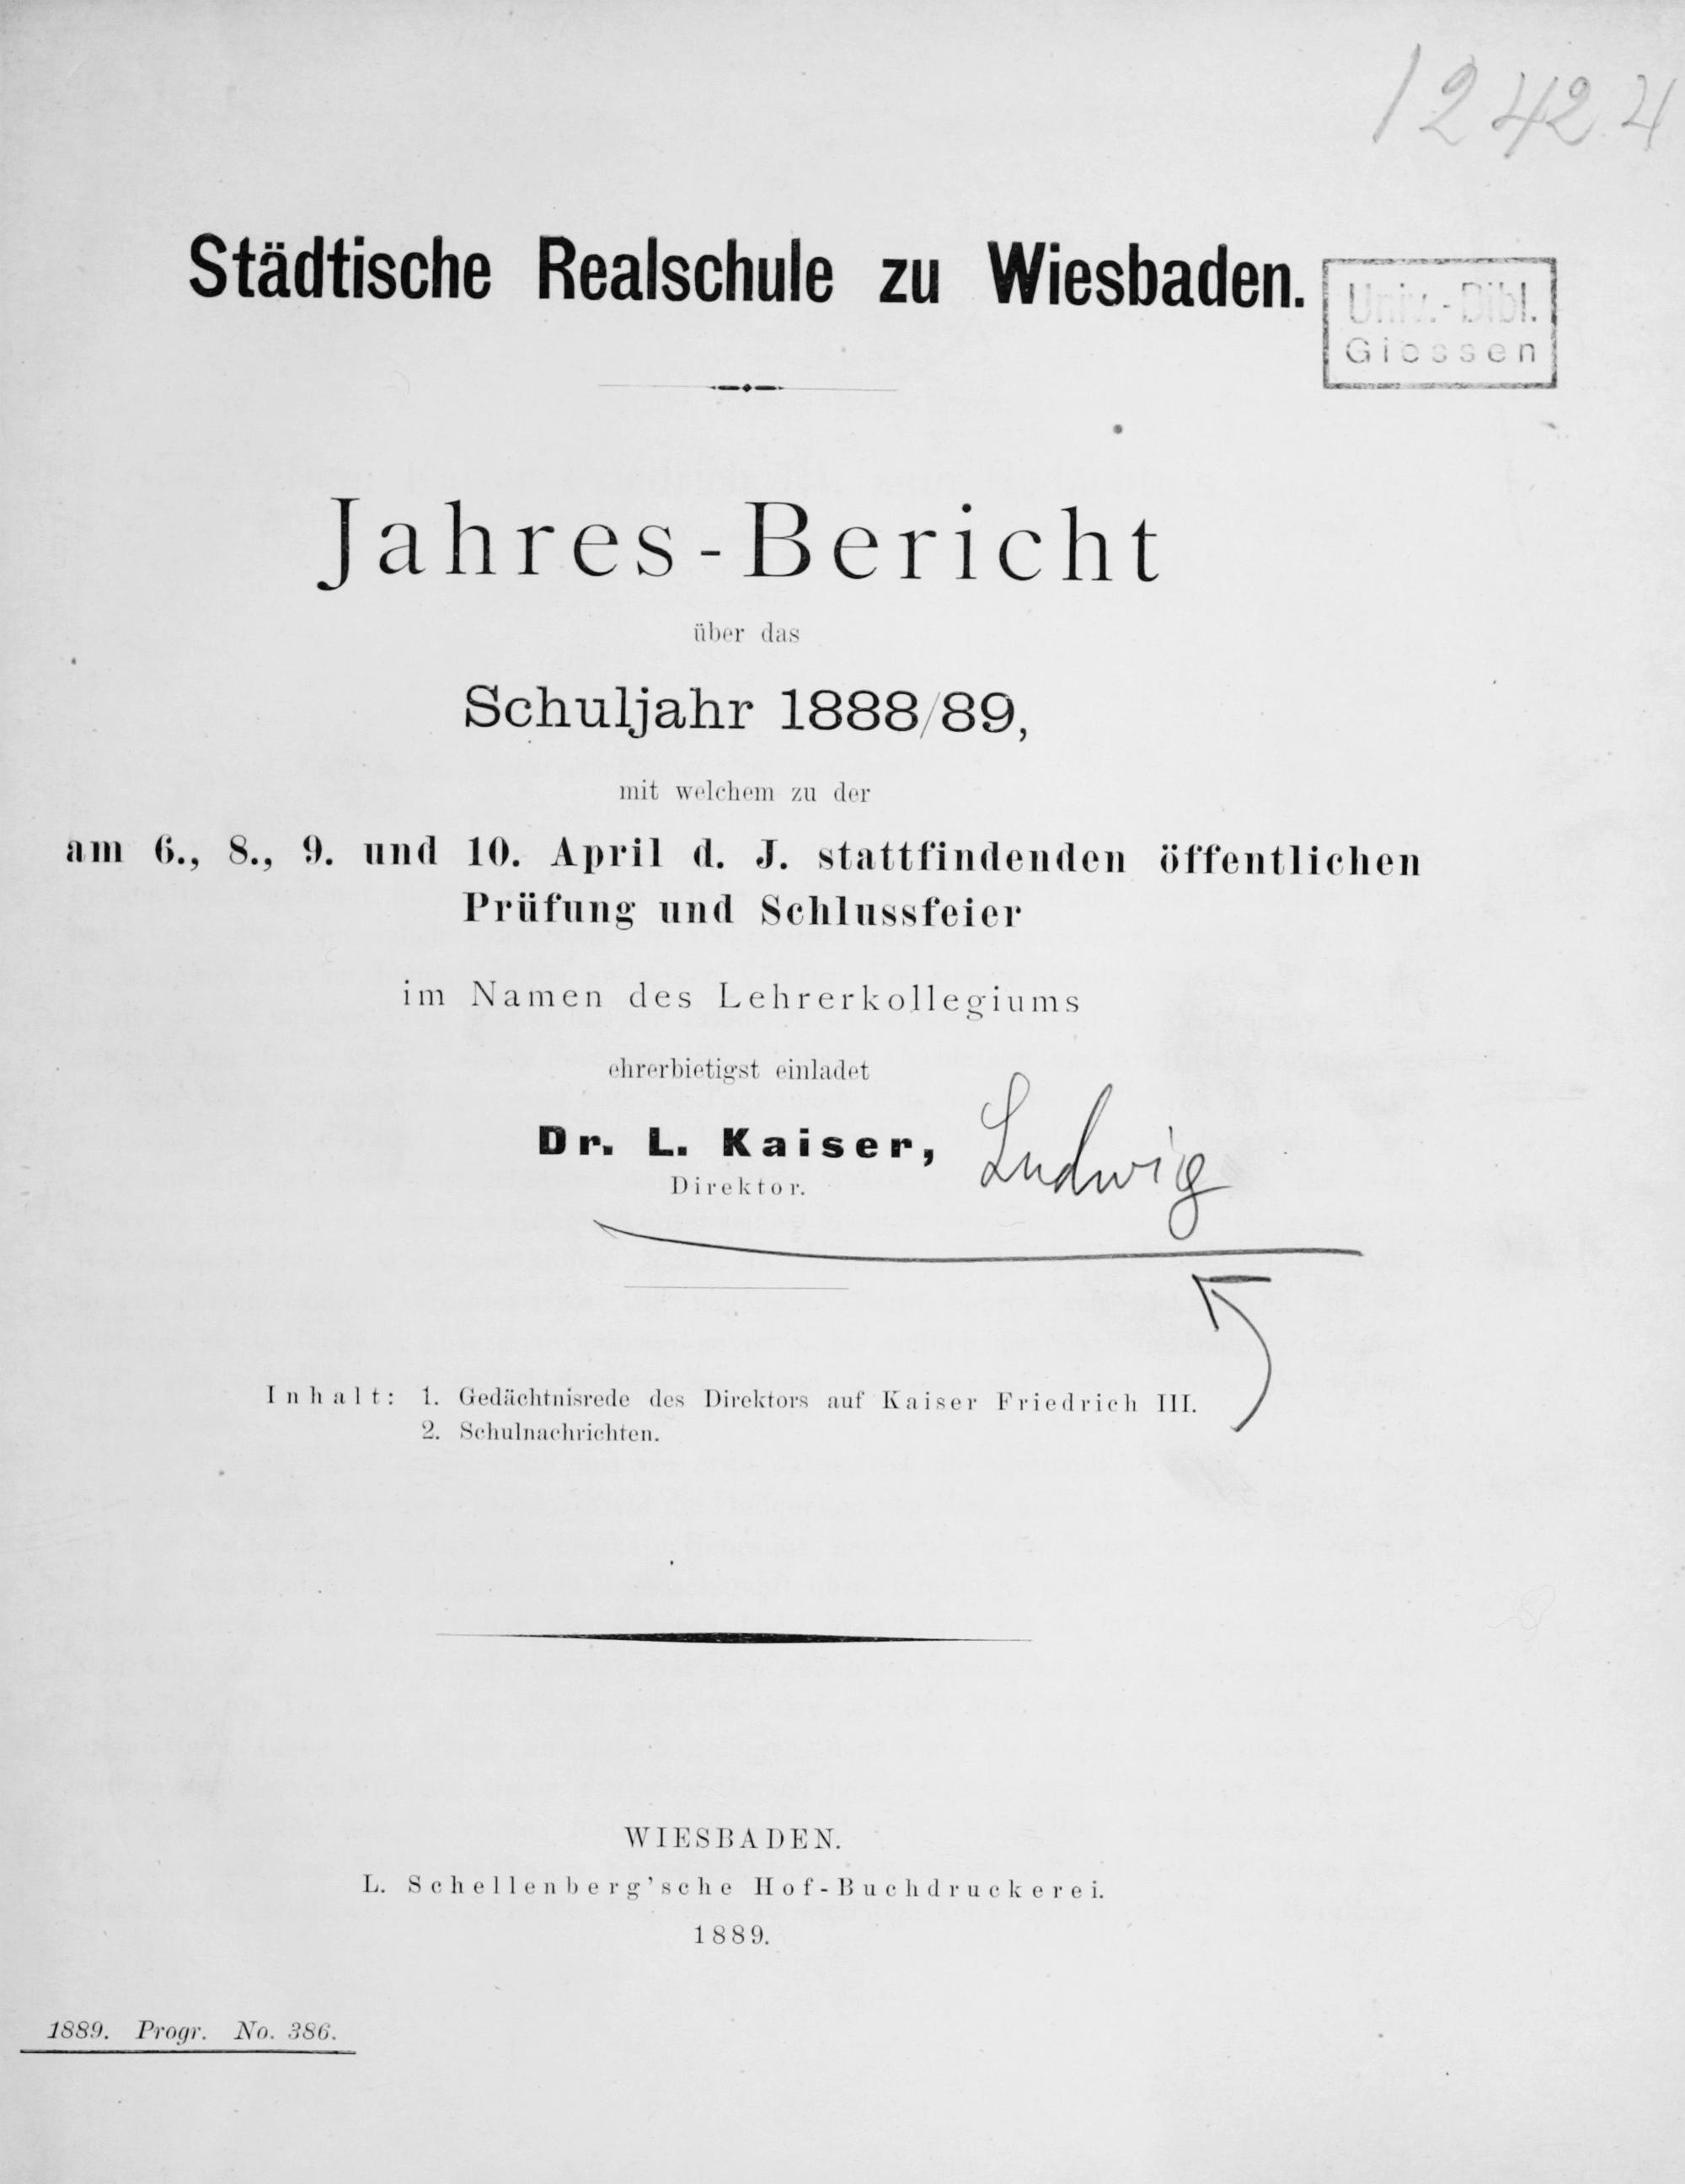 12424
Städtische Realschule zu Wiesbaden.
Univ.-Bibl.
Giessen
Jahres-Bericht
über das
Schuljahr 1888/89,
mit welchem zu der
am 6., 8., 9. und 10. April d. J. stattfindenden öffentlichen
Prüfung und Schlussfeier
im Namen des Lehrerkollegiums
ehrerbietigst einladet
Dr. L. Kaiser, Ludwig
Direktor.
Inhalt: 1. Gedächtnisrede des Direktors auf Kaiser Friedrich III.
2. Schulnachrichten.
WIESBADEN.
L. Schellenberg'sche Hof-Buchdruckerei.
1889.
1889. Progr. No. 386.